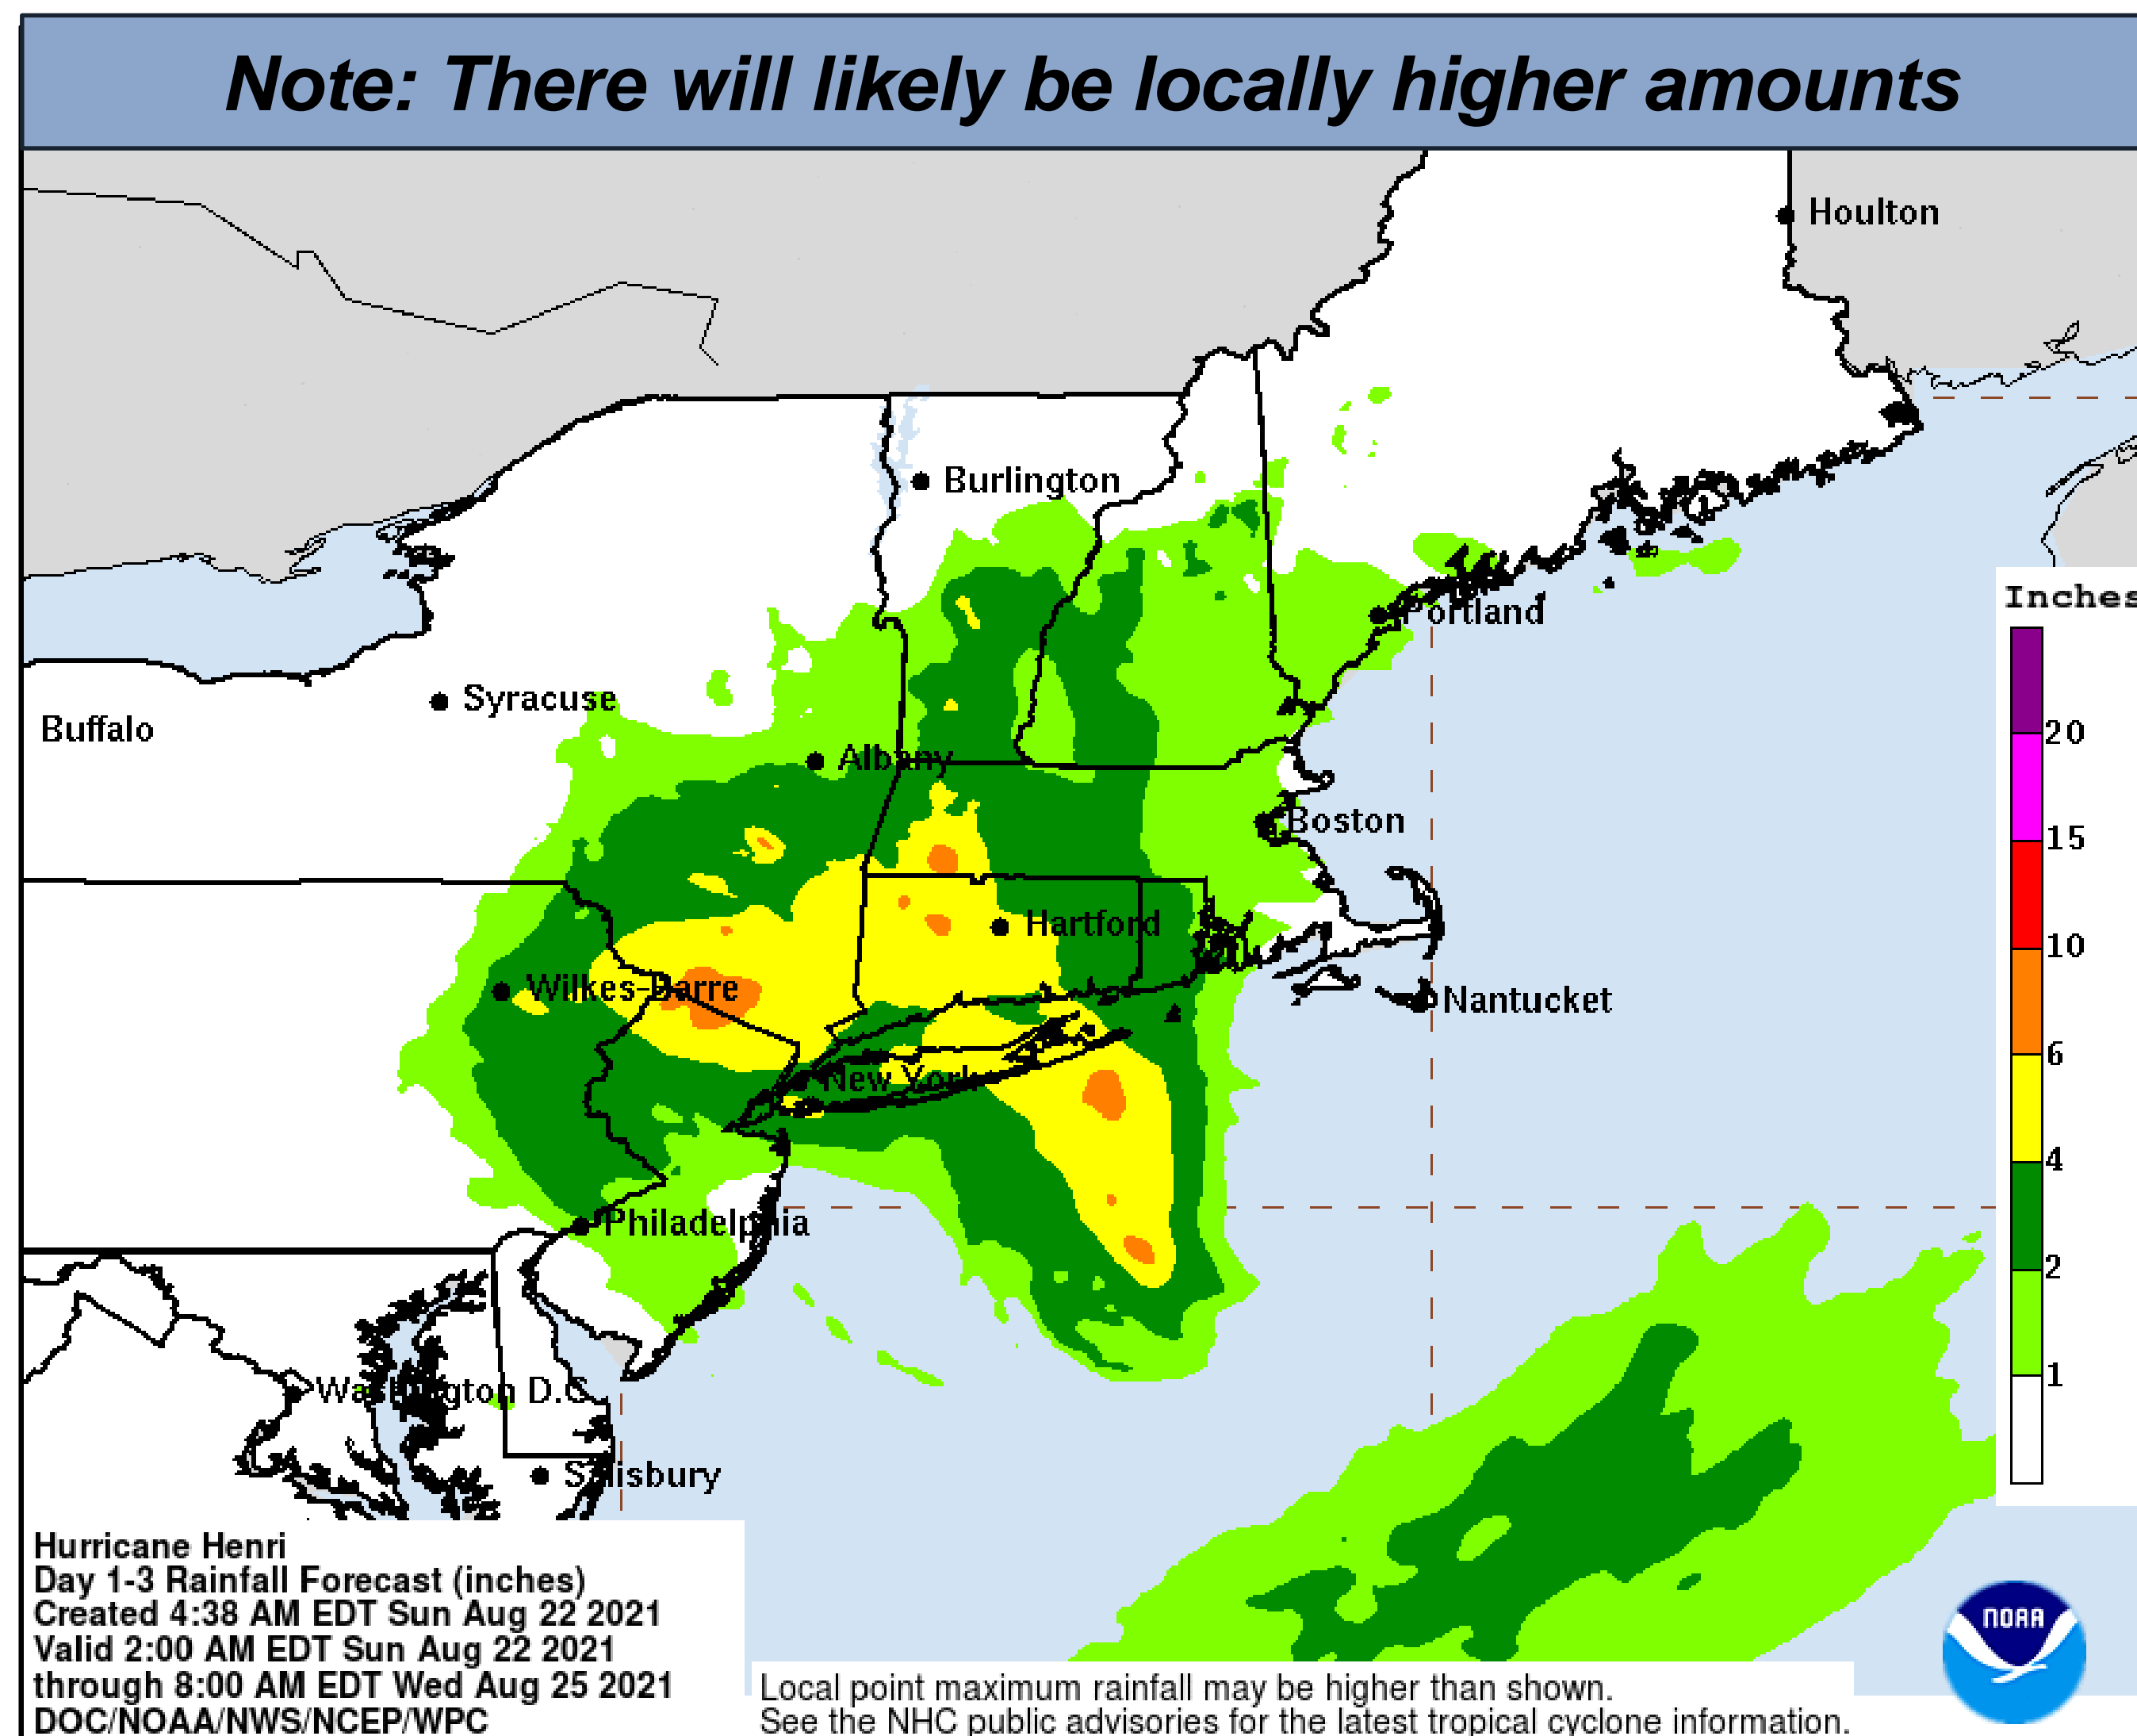 Note: There will likely be locally higher amounts
Houlton
Burlington
Portland
Syracuse
Buffalo
Albany
Boston
Hartford
Wilkes-Barre
Nantucket
New York
Philadelphia
Washington D.C.
Salisbury
Inches
20
15
10
6
4
2
1
Hurricane Henri
Day 1-3 Rainfall Forecast (inches)
Created 4:38 AM EDT Sun Aug 22 2021
Valid 2:00 AM EDT Sun Aug 22 2021
through 8:00 AM EDT Wed Aug 25 2021
DOC/NOAA/NWS/NCEP/WPC
Local point maximum rainfall may be higher than shown.
See the NHC public advisories for the latest tropical cyclone information.
NOAA